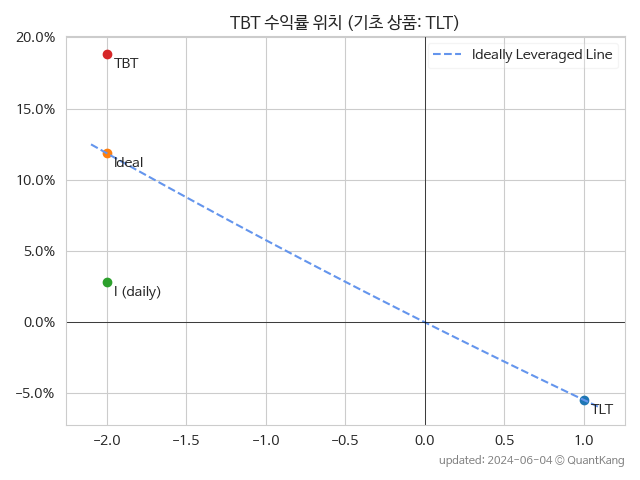 TBT 수익률 위치 (기초 상품: TLT)
20.0%
15.0%
10.0%
5.0%
0.0%
−5.0%
Ideally Leveraged Line
TBT
Ideal
I (daily)
TLT
−2.0 −1.5 −1.0 −0.5 0.0 0.5 1.0
updated: 2024-06-04 © QuantKang